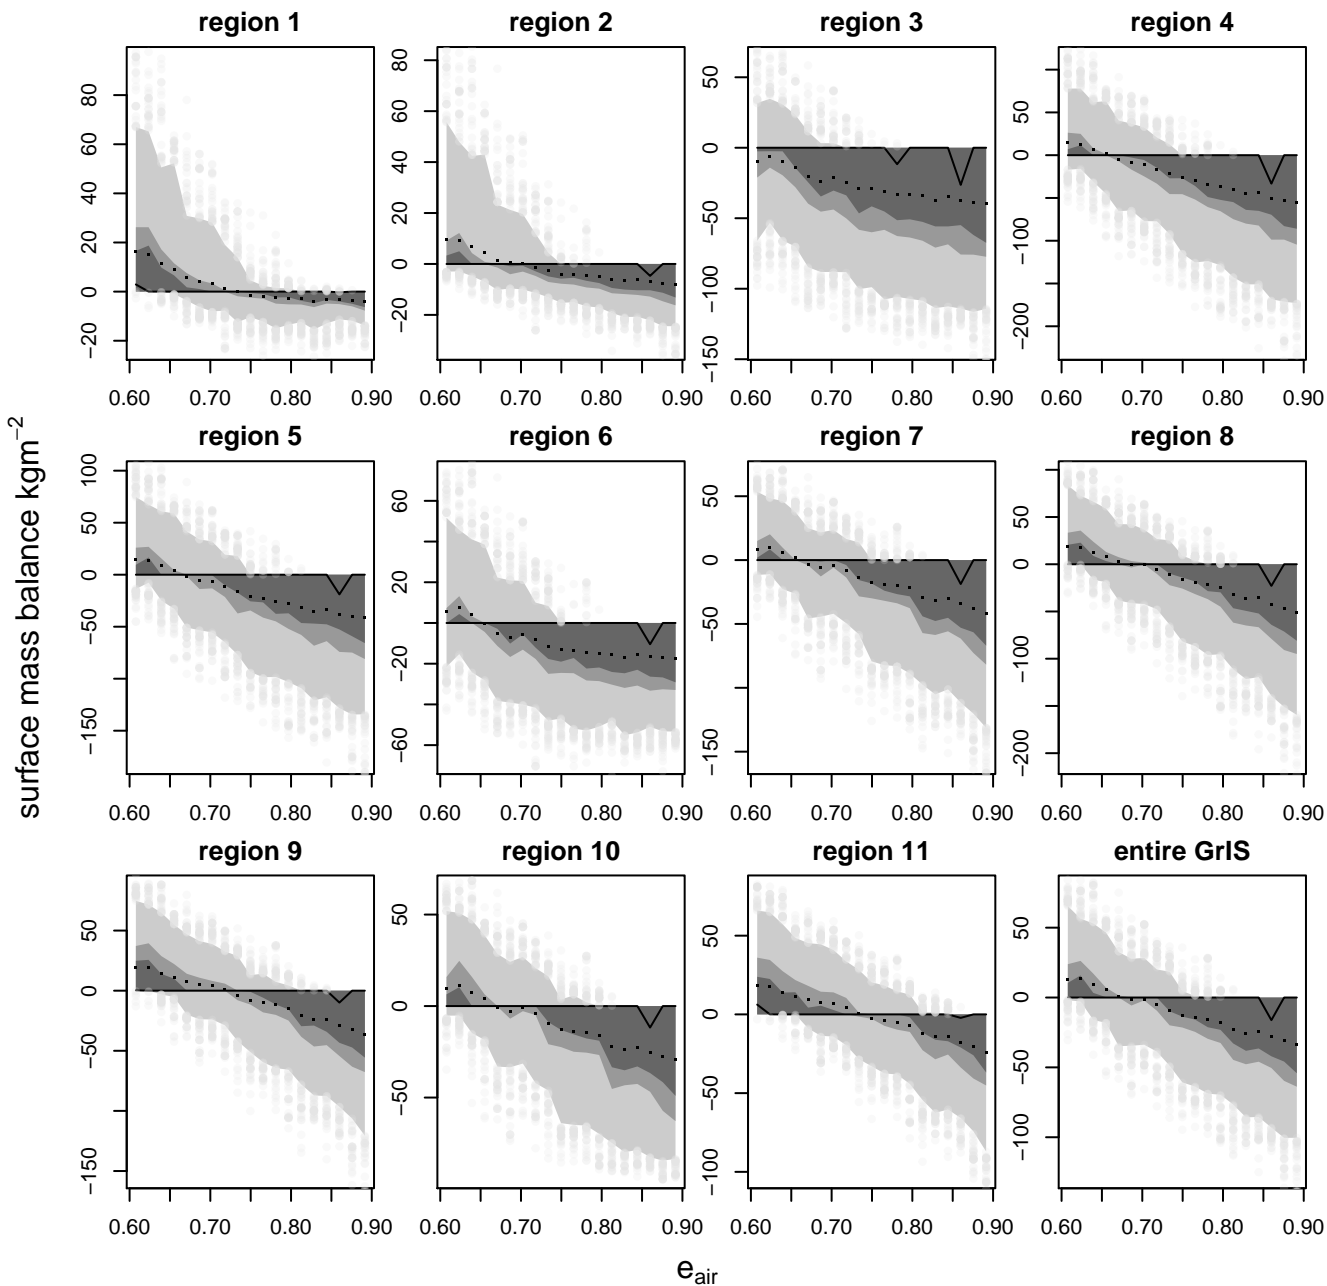 region 1
region 2
region 3
region 4
−20 0 20 40 60 80
−20 0 20 40 60 80
−150 −100 −50 0 50
−200 −100 0 50
0.60 0.70 0.80 0.90
0.60 0.70 0.80 0.90
0.60 0.70 0.80 0.90
0.60 0.70 0.80 0.90
surface mass balance kgm−2
region 5
region 6
region 7
region 8
−150 −50 0 50 100
−60 −20 20 60
−150 −50 0 50
−200 −100 0 50
0.60 0.70 0.80 0.90
0.60 0.70 0.80 0.90
0.60 0.70 0.80 0.90
0.60 0.70 0.80 0.90
region 9
region 10
region 11
entire GrIS
−150 −50 0 50
−50 0 50
−100 −50 0 50
−100 −50 0 50
0.60 0.70 0.80 0.90
0.60 0.70 0.80 0.90
0.60 0.70 0.80 0.90
0.60 0.70 0.80 0.90
eair